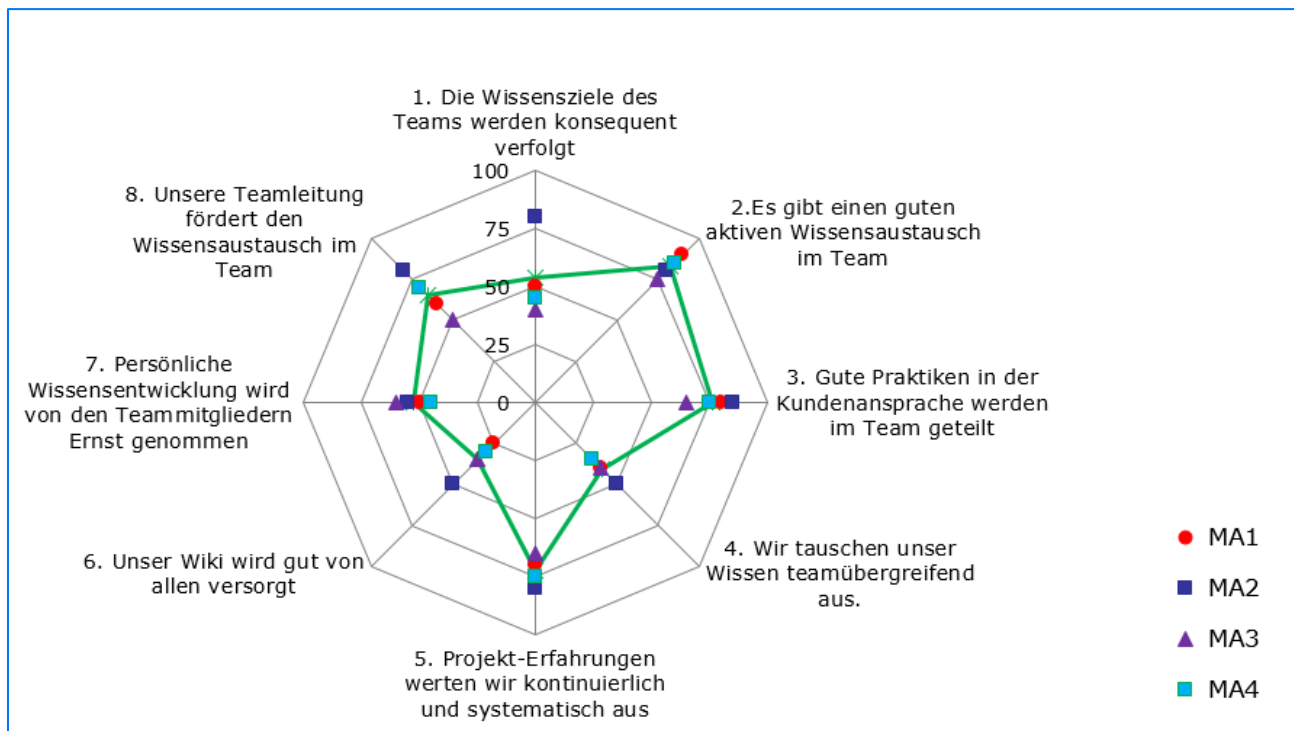 1. Die Wissensziele des
Teams werden konsequent
verfolgt
100
75
50
25
0
2.Es gibt einen guten
aktiven Wissensaustausch
im Team
3. Gute Praktiken in der
Kundenansprache werden
im Team geteilt
4. Wir tauschen unser
Wissen teamübergreifend
aus.
5. Projekt-Erfahrungen
werten wir kontinuierlich
und systematisch aus
6. Unser Wiki wird gut von
allen versorgt
7. Persönliche
Wissensentwicklung wird
von den Teammitgliedern
Ernst genommen
8. Unsere Teamleitung
fördert den
Wissensaustausch im
Team
MA1
MA2
MA3
MA4